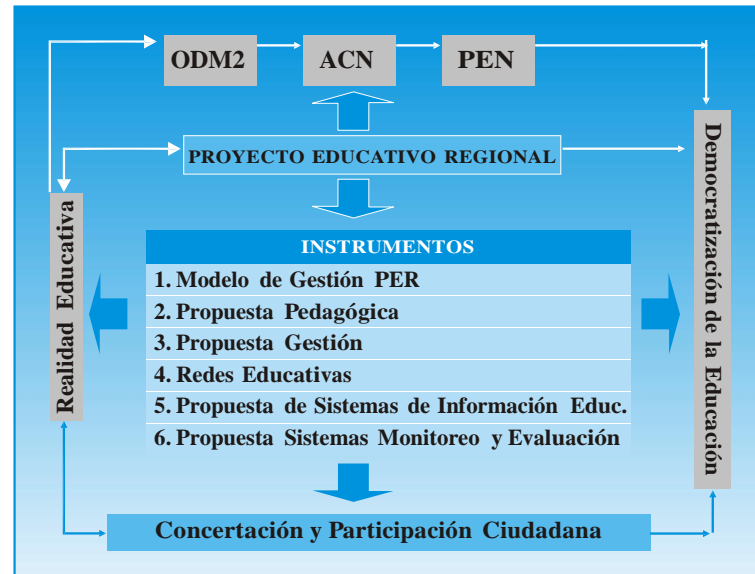 ODM2
ACN
PEN
PROYECTO EDUCATIVO REGIONAL
Realidad Educativa
INSTRUMENTOS
1. Modelo de Gestión PER
2. Propuesta Pedagógica
3. Propuesta Gestión
4. Redes Educativas
5. Propuesta de Sistemas de Información Educ.
6. Propuesta Sistemas Monitoreo y Evaluación
Democratización de la
Educación
Concertación y Participación Ciudadana